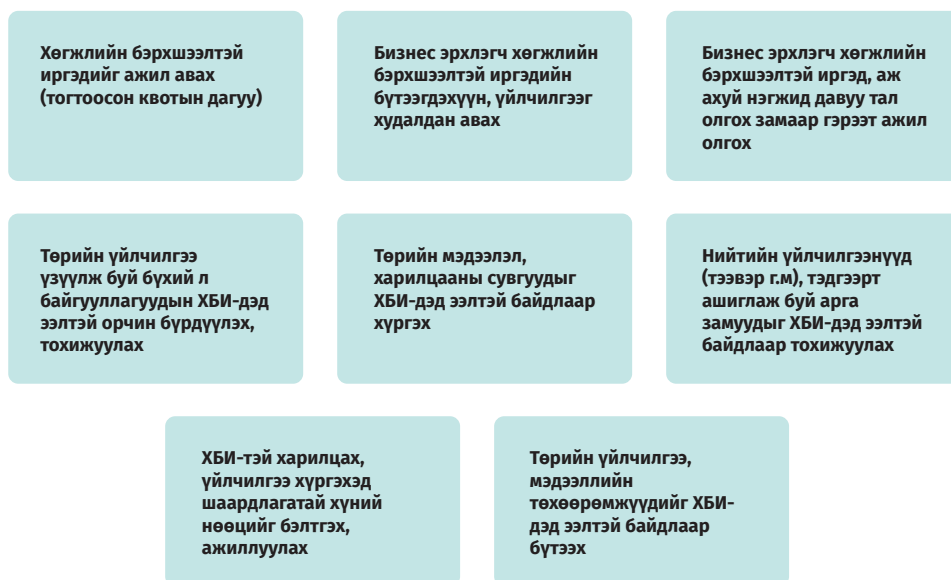 Хөгжлийн бэрхшээлтэй
иргэдийг ажил авах
(тогтоосон квотын дагуу)
Бизнес эрхлэгч хөгжлийн
бэрхшээлтэй иргэдийн
бүтээгдэхүүн, үйлчилгээг
худалдан авах
Бизнес эрхлэгч хөгжлийн
бэрхшээлтэй иргэд, аж
ахуй нэгжид давуу тал
олгох замаар гэрээт ажил
олгох
Төрийн үйлчилгээ
үзүүлж буй бүхий л
байгууллагуудын ХБИ-дэд
ээлтэй орчин бүрдүүлэх,
тохижуулах
Төрийн мэдээлэл,
харилцааны сувгуудыг
ХБИ-дэд ээлтэй байдлаар
хүргэх
Нийтийн үйлчилгээнүүд
(тээвэр г.м), тэдгээрт
ашиглаж буй арга
замуудыг ХБИ-дэд ээлтэй
байдлаар тохижуулах
ХБИ-тэй харилцах,
үйлчилгээ хүргэхэд
шаардлагатай хүний
нөөцийг бэлтгэх,
ажиллуулах
Төрийн үйлчилгээ,
мэдээллийн
төхөөрөмжүүдийг ХБИ-
дэд ээлтэй байдлаар
бүтээх